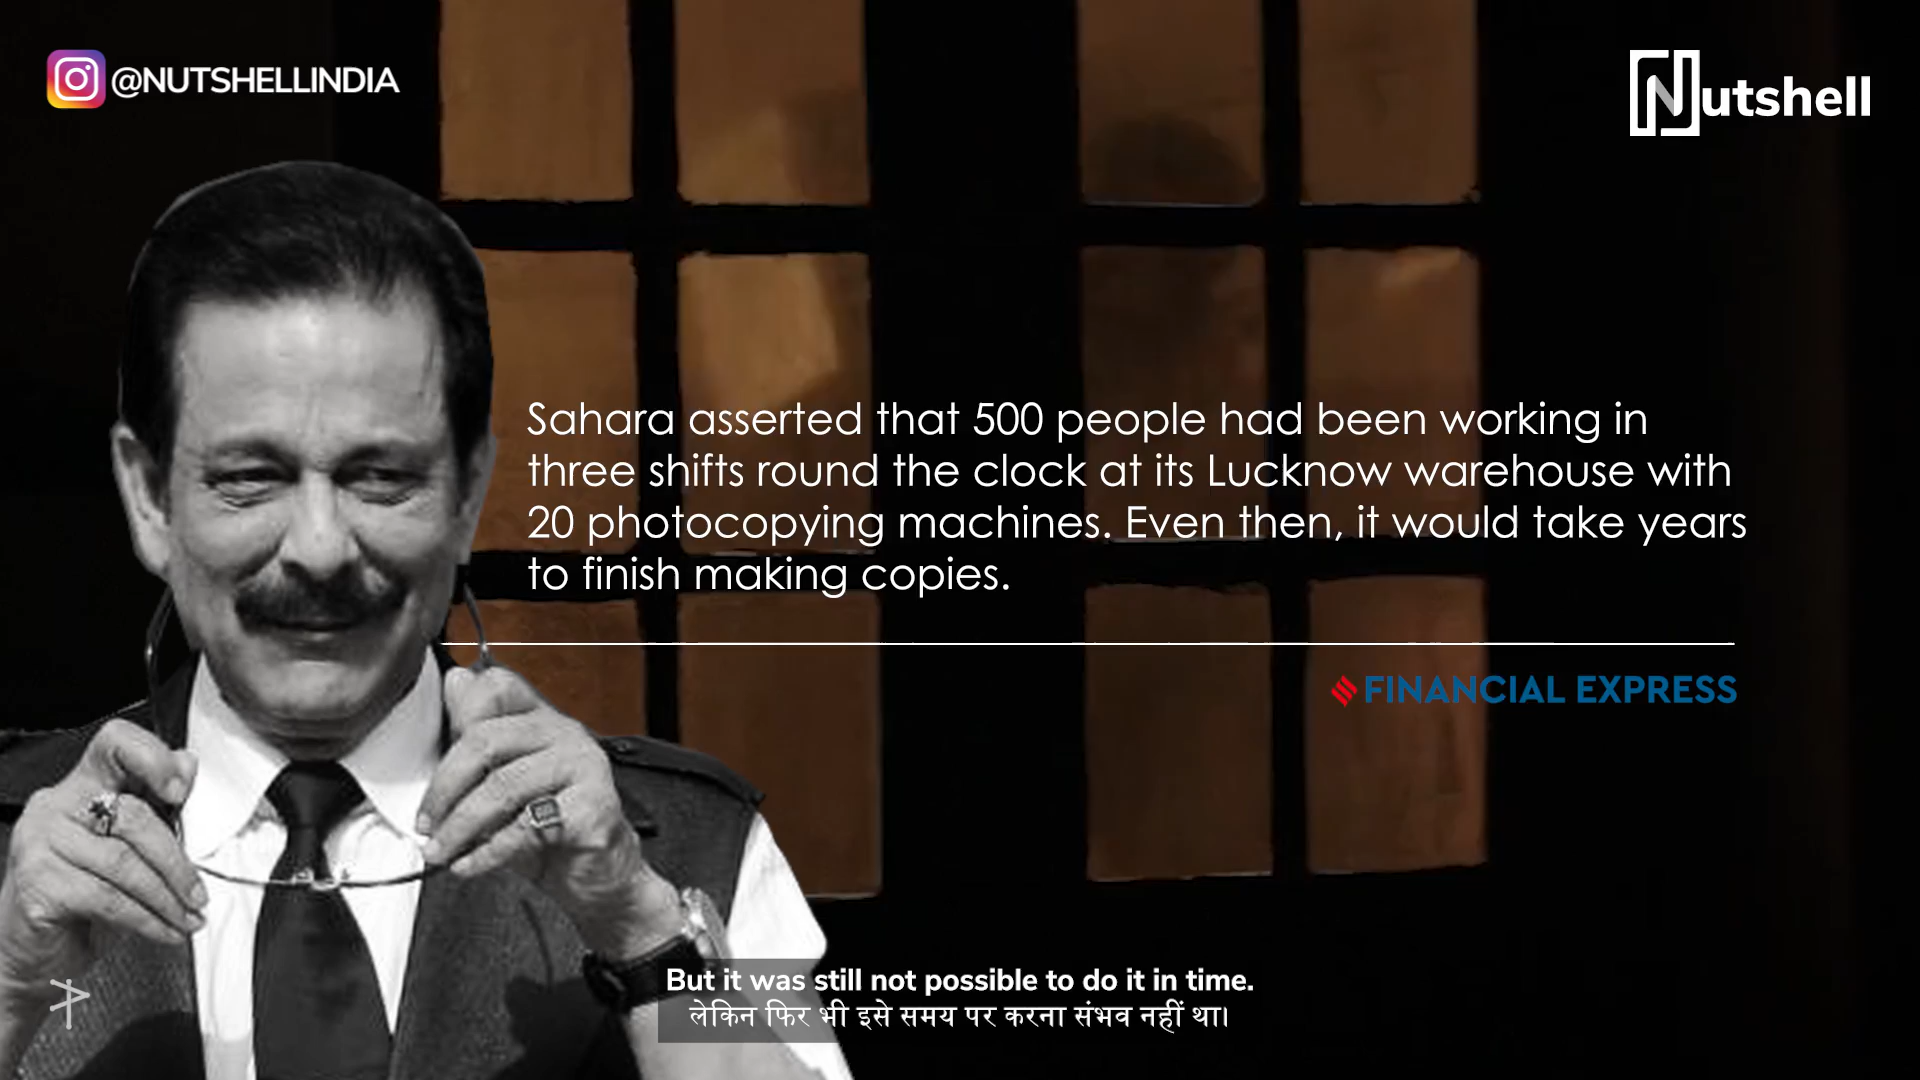 @NUTSHELLINDIA
Nutshell
Sahara asserted that 500 people had been working in
three shifts round the clock at its Lucknow warehouse with
20 photocopying machines. Even then, it would take years
to finish making copies.
FINANCIAL EXPRESS
But it was still not possible to do it in time.
लेकिन फिर भी इसे समय पर करना संभव नहीं था।